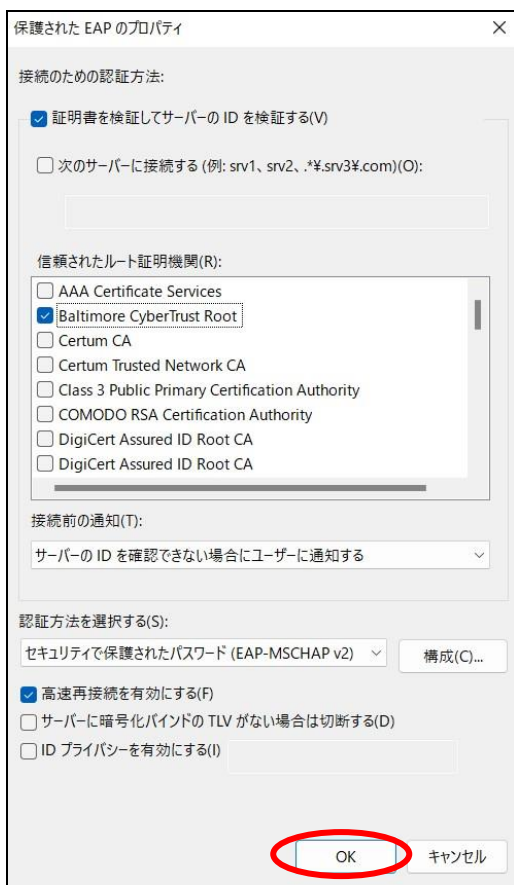 保護された EAP のプロパティ
接続のための認証方法:
証明書を検証してサーバーの ID を検証する(V)
次のサーバーに接続する (例: srv1、srv2、.*¥.srv3¥.com)(O):
信頼されたルート証明機関(R):
AAA Certificate Services
Baltimore CyberTrust Root
Certum CA
Certum Trusted Network CA
Class 3 Public Primary Certification Authority
COMODO RSA Certification Authority
DigiCert Assured ID Root CA
DigiCert Assured ID Root CA
接続前の通知(T):
サーバーの ID を確認できない場合にユーザーに通知する
認証方法を選択する(S):
セキュリティで保護されたパスワード (EAP-MSCHAP v2)
構成(C)...
高速再接続を有効にする(F)
サーバーに暗号化バインドの TLV がない場合は切断する(D)
ID プライバシーを有効にする(I)
OK
キャンセル